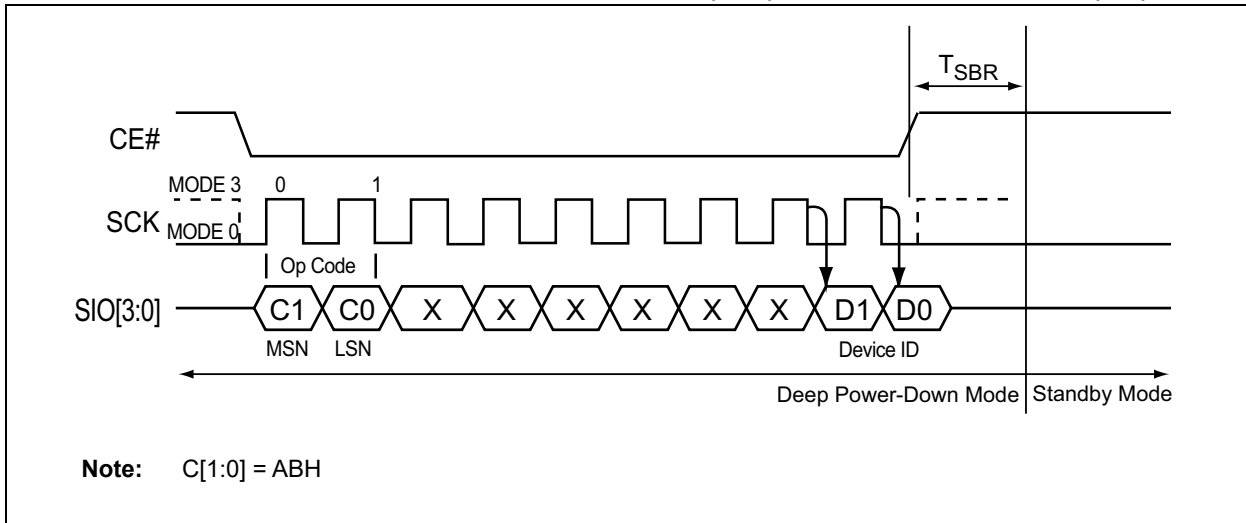 TSBR
CE#
MODE 3 0 1
SCK
MODE 0
Op Code
SIO[3:0] C1 C0 X X X X X X D1 D0
MSN LSN Device ID
Deep Power-Down Mode Standby Mode
Note: C[1:0] = ABH